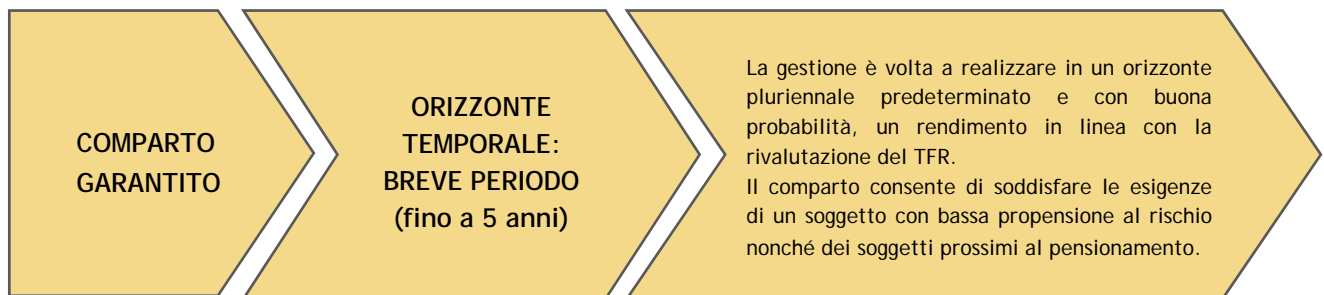 COMPARTO
GARANTITO
ORIZZONTE
TEMPORALE:
BREVE PERIODO
(fino a 5 anni)
La gestione è volta a realizzare in un orizzonte
pluriennale predeterminato e con buona
probabilità, un rendimento in linea con la
rivalutazione del TFR.
Il comparto consente di soddisfare le esigenze
di un soggetto con bassa propensione al rischio
nonché dei soggetti prossimi al pensionamento.